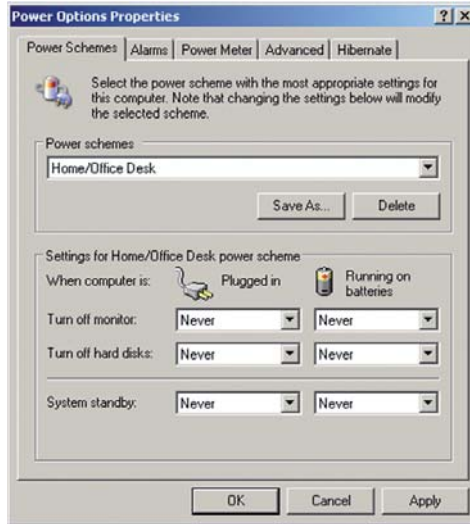 Power Options Properties
Power Schemes Alarms Power Meter Advanced Hibernate
Select the power scheme with the most appropriate settings for
this computer. Note that changing the settings below will modify
the selected scheme.
Power schemes
Home/Office Desk
Save As... Delete
Settings for Home/Office Desk power scheme
When computer is: Plugged in Running on
batteries
Turn off monitor: Never Never
Turn off hard disks: Never Never
System standby: Never Never
OK Cancel Apply